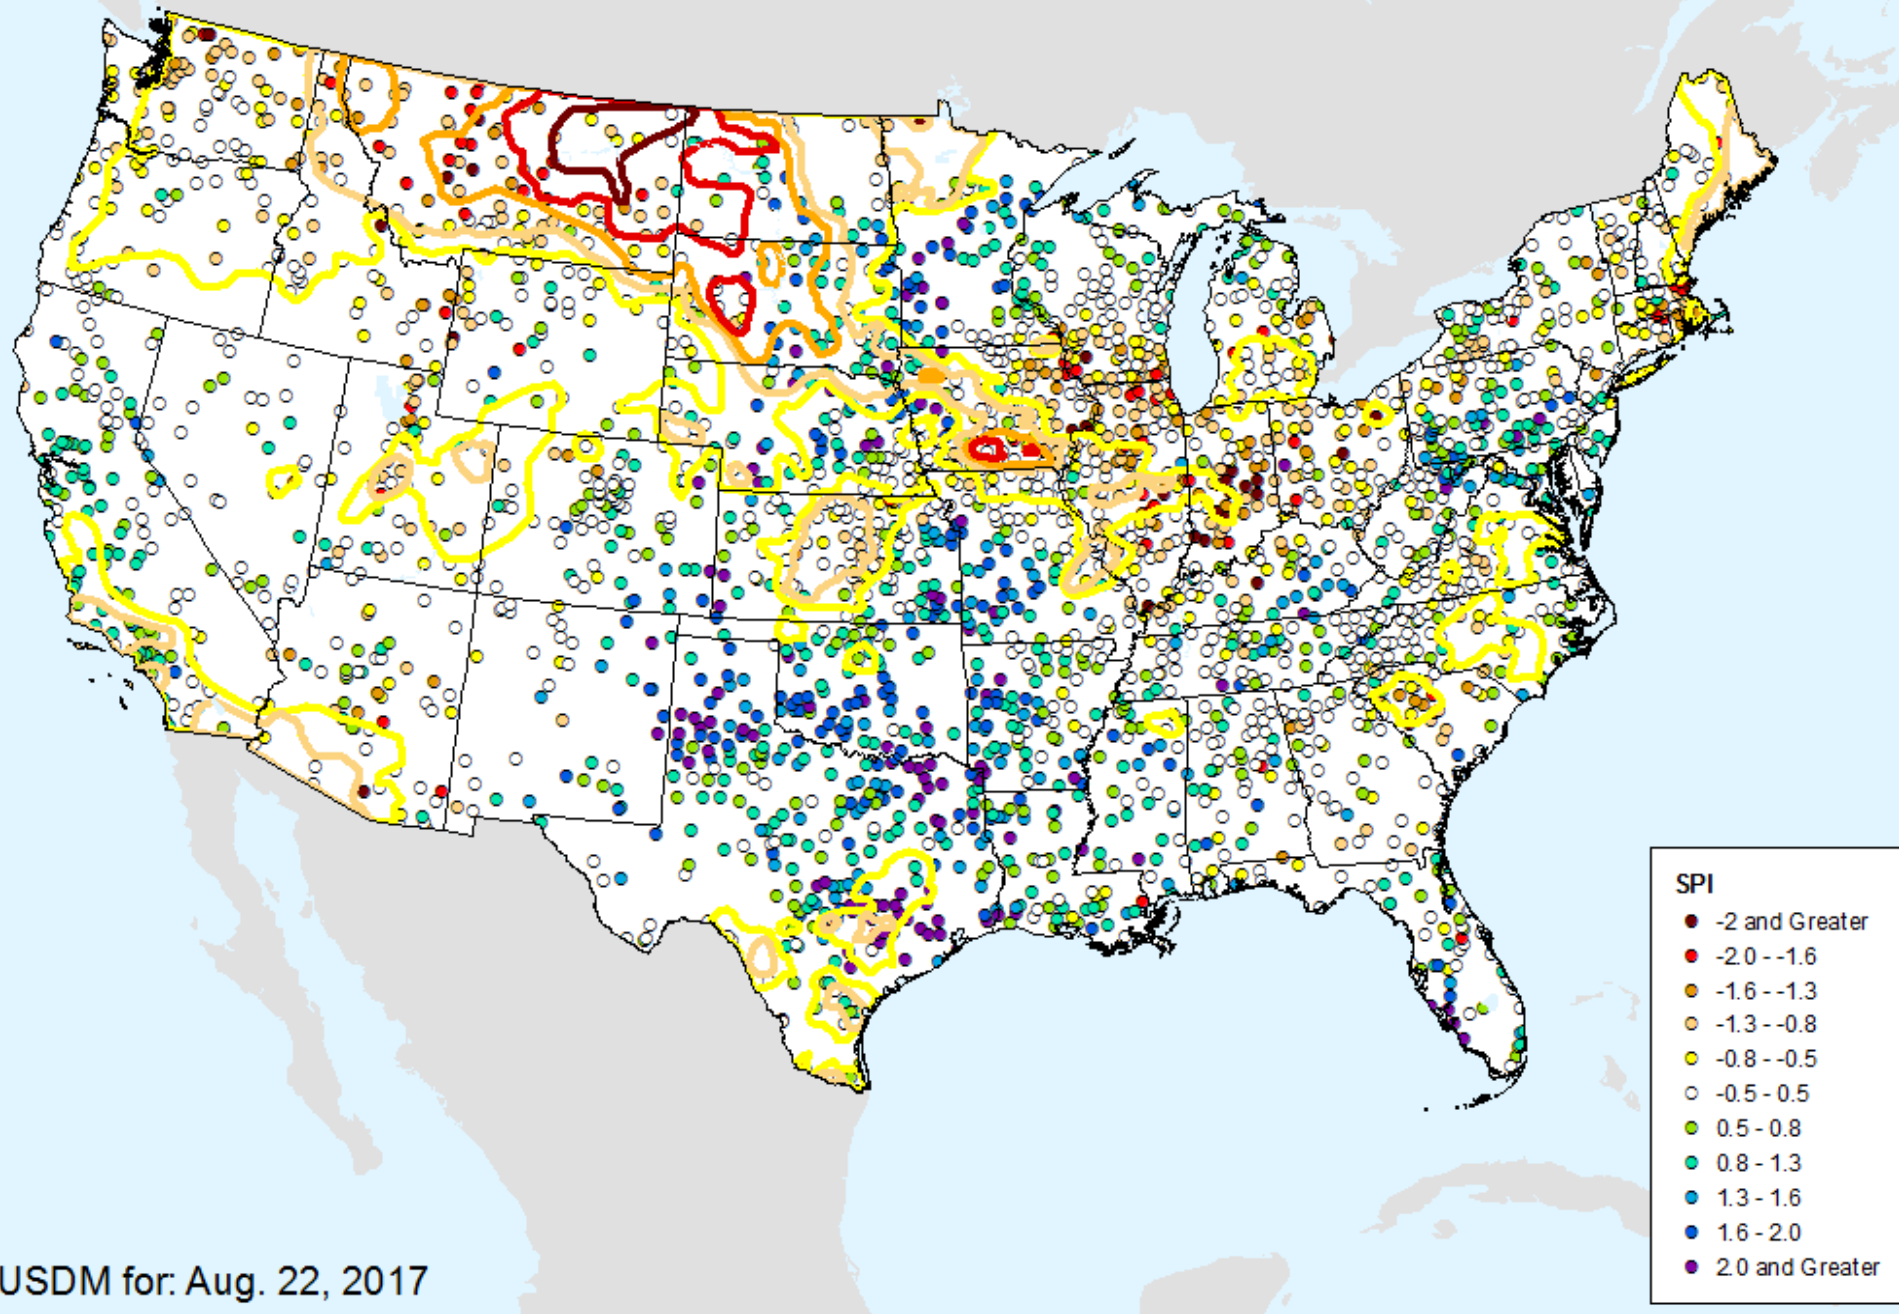 SPI
-2 and Greater
-2.0 - -1.6
-1.6 - -1.3
-1.3 - -0.8
-0.8 - -0.5
-0.5 - 0.5
0.5 - 0.8
0.8 - 1.3
1.3 - 1.6
1.6 - 2.0
2.0 and Greater
USDM for: Aug. 22, 2017